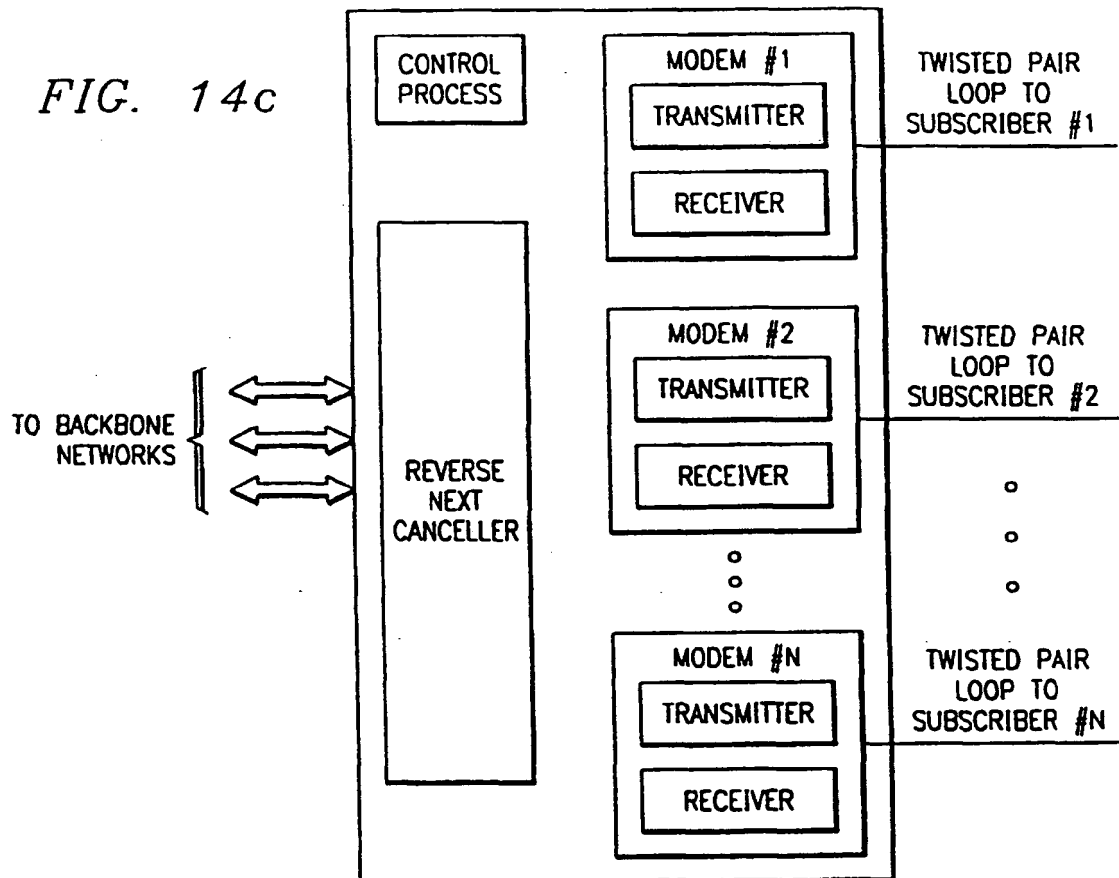 FIG. 14c
CONTROL
PROCESS
MODEM #1
TRANSMITTER
RECEIVER
TWISTED PAIR
LOOP TO
SUBSCRIBER #1
MODEM #2
TRANSMITTER
RECEIVER
TWISTED PAIR
LOOP TO
SUBSCRIBER #2
TO BACKBONE
NETWORKS
REVERSE
NEXT
CANCELLER
MODEM #N
TRANSMITTER
RECEIVER
TWISTED PAIR
LOOP TO
SUBSCRIBER #N